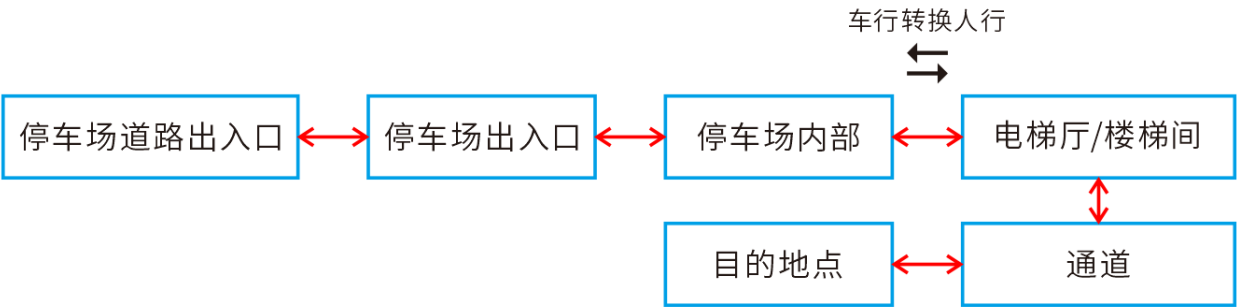 车行转换人行
停车场道路出入口
停车场出入口
停车场内部
电梯厅/楼梯间
目的地点
通道